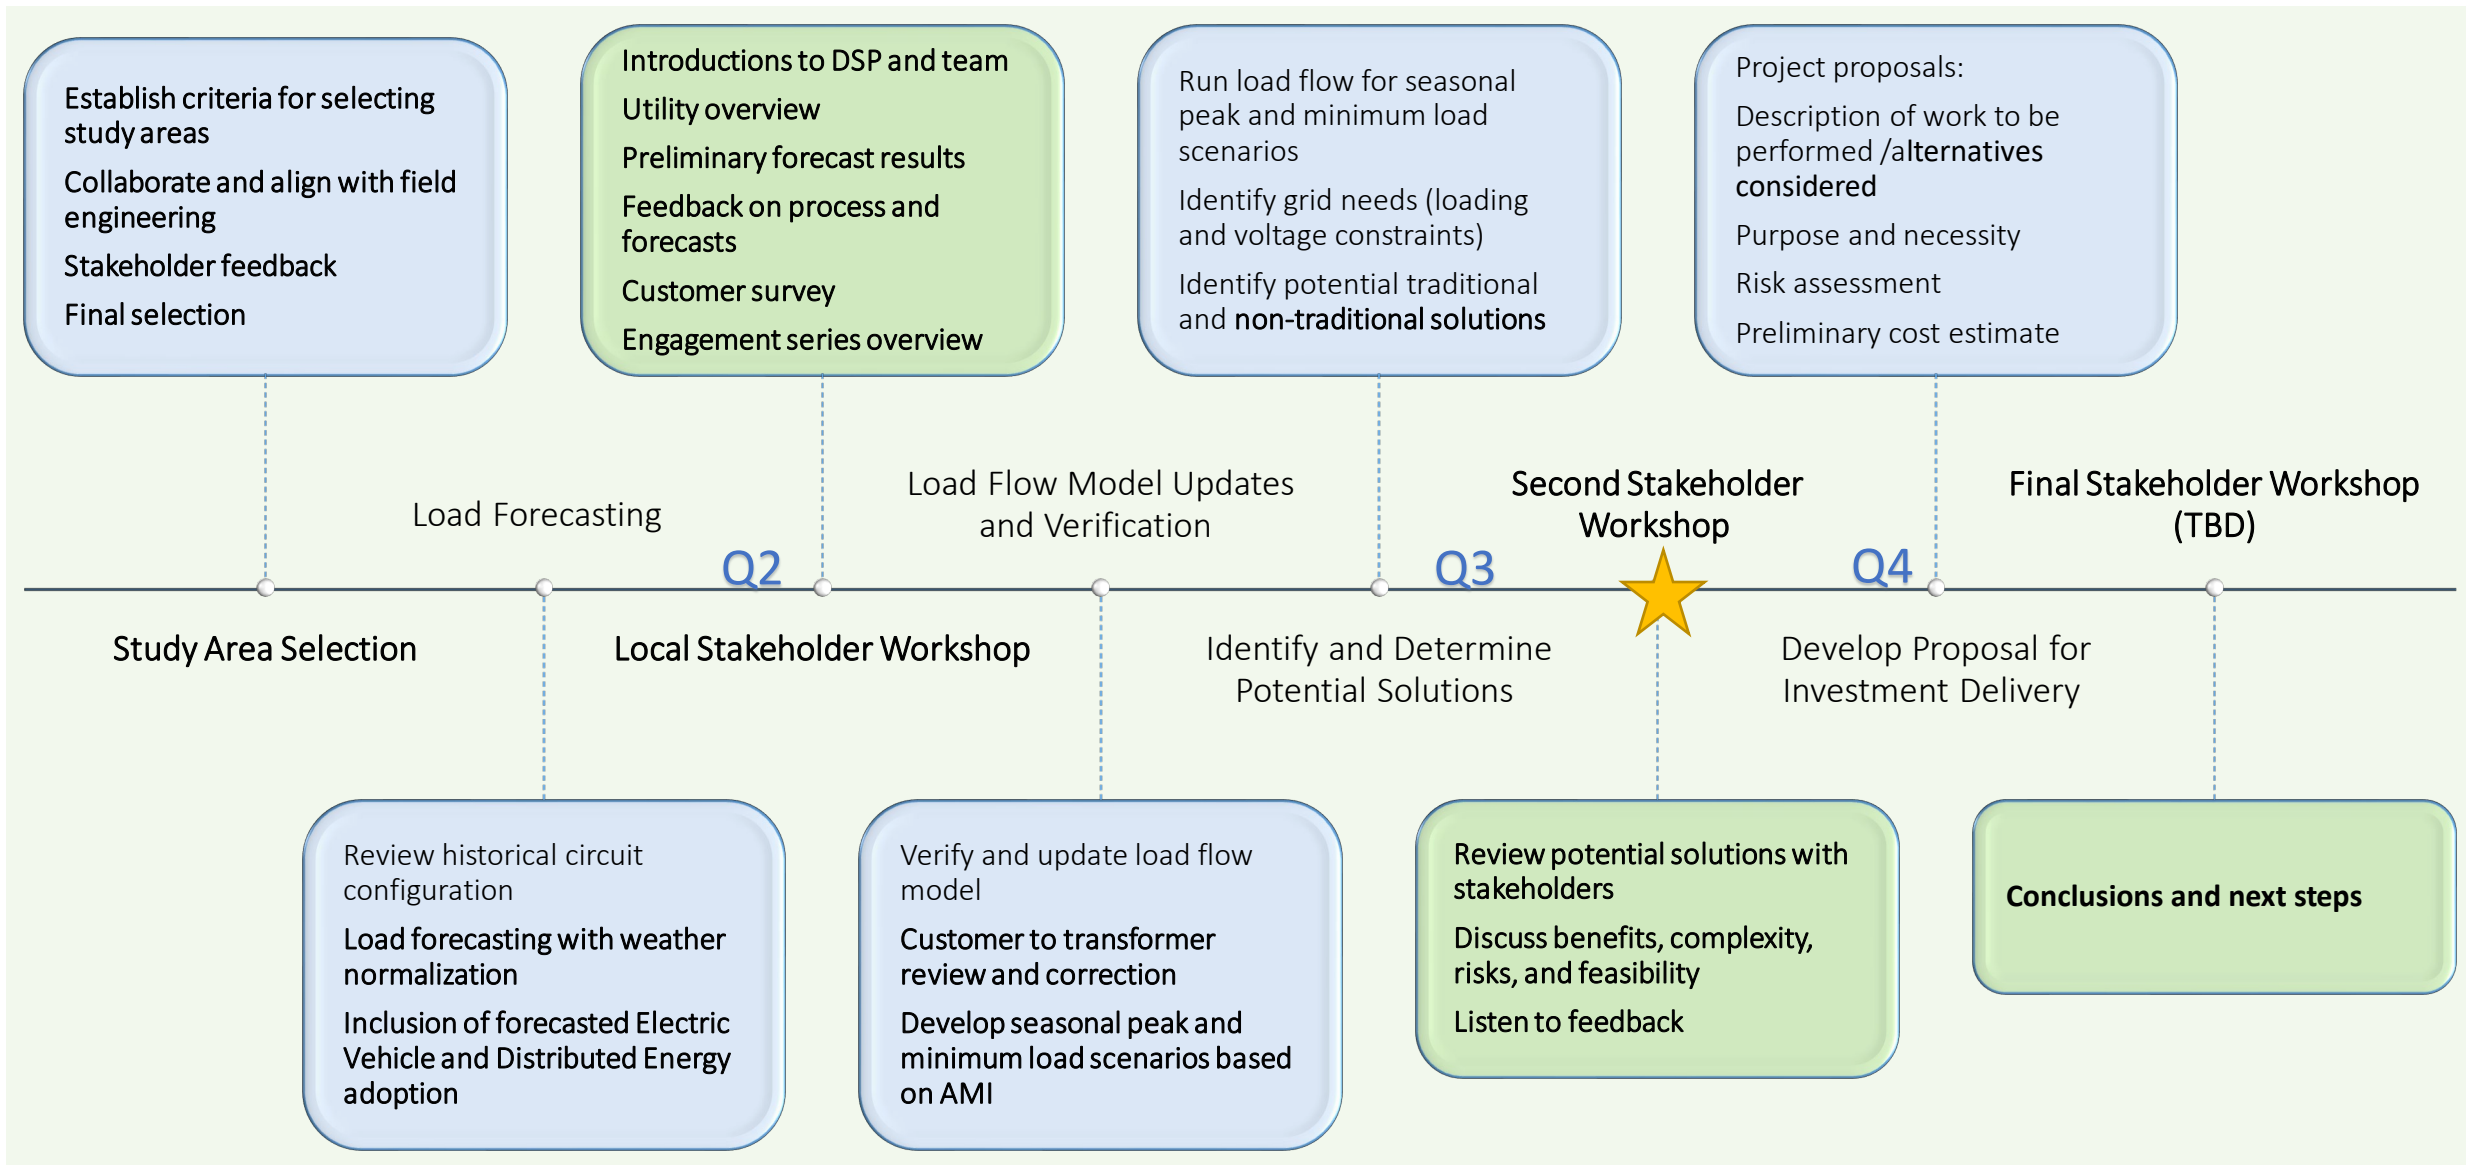 Establish criteria for selecting
study areas
Collaborate and align with field
engineering
Stakeholder feedback
Final selection
Introductions to DSP and team
Utility overview
Preliminary forecast results
Feedback on process and
forecasts
Customer survey
Engagement series overview
Run load flow for seasonal
peak and minimum load
scenarios
Identify grid needs (loading
and voltage constraints)
Identify potential traditional
and non-traditional solutions
Project proposals:
Description of work to be
performed /alternatives
considered
Purpose and necessity
Risk assessment
Preliminary cost estimate
Load Forecasting
Load Flow Model Updates
and Verification
Second Stakeholder
Workshop
Final Stakeholder Workshop
(TBD)
Q2
Q3
Q4
Study Area Selection
Local Stakeholder Workshop
Identify and Determine
Potential Solutions
Develop Proposal for
Investment Delivery
Review historical circuit
configuration
Load forecasting with weather
normalization
Inclusion of forecasted Electric
Vehicle and Distributed Energy
adoption
Verify and update load flow
model
Customer to transformer
review and correction
Develop seasonal peak and
minimum load scenarios based
on AMI
Review potential solutions with
stakeholders
Discuss benefits, complexity,
risks, and feasibility
Listen to feedback
Conclusions and next steps